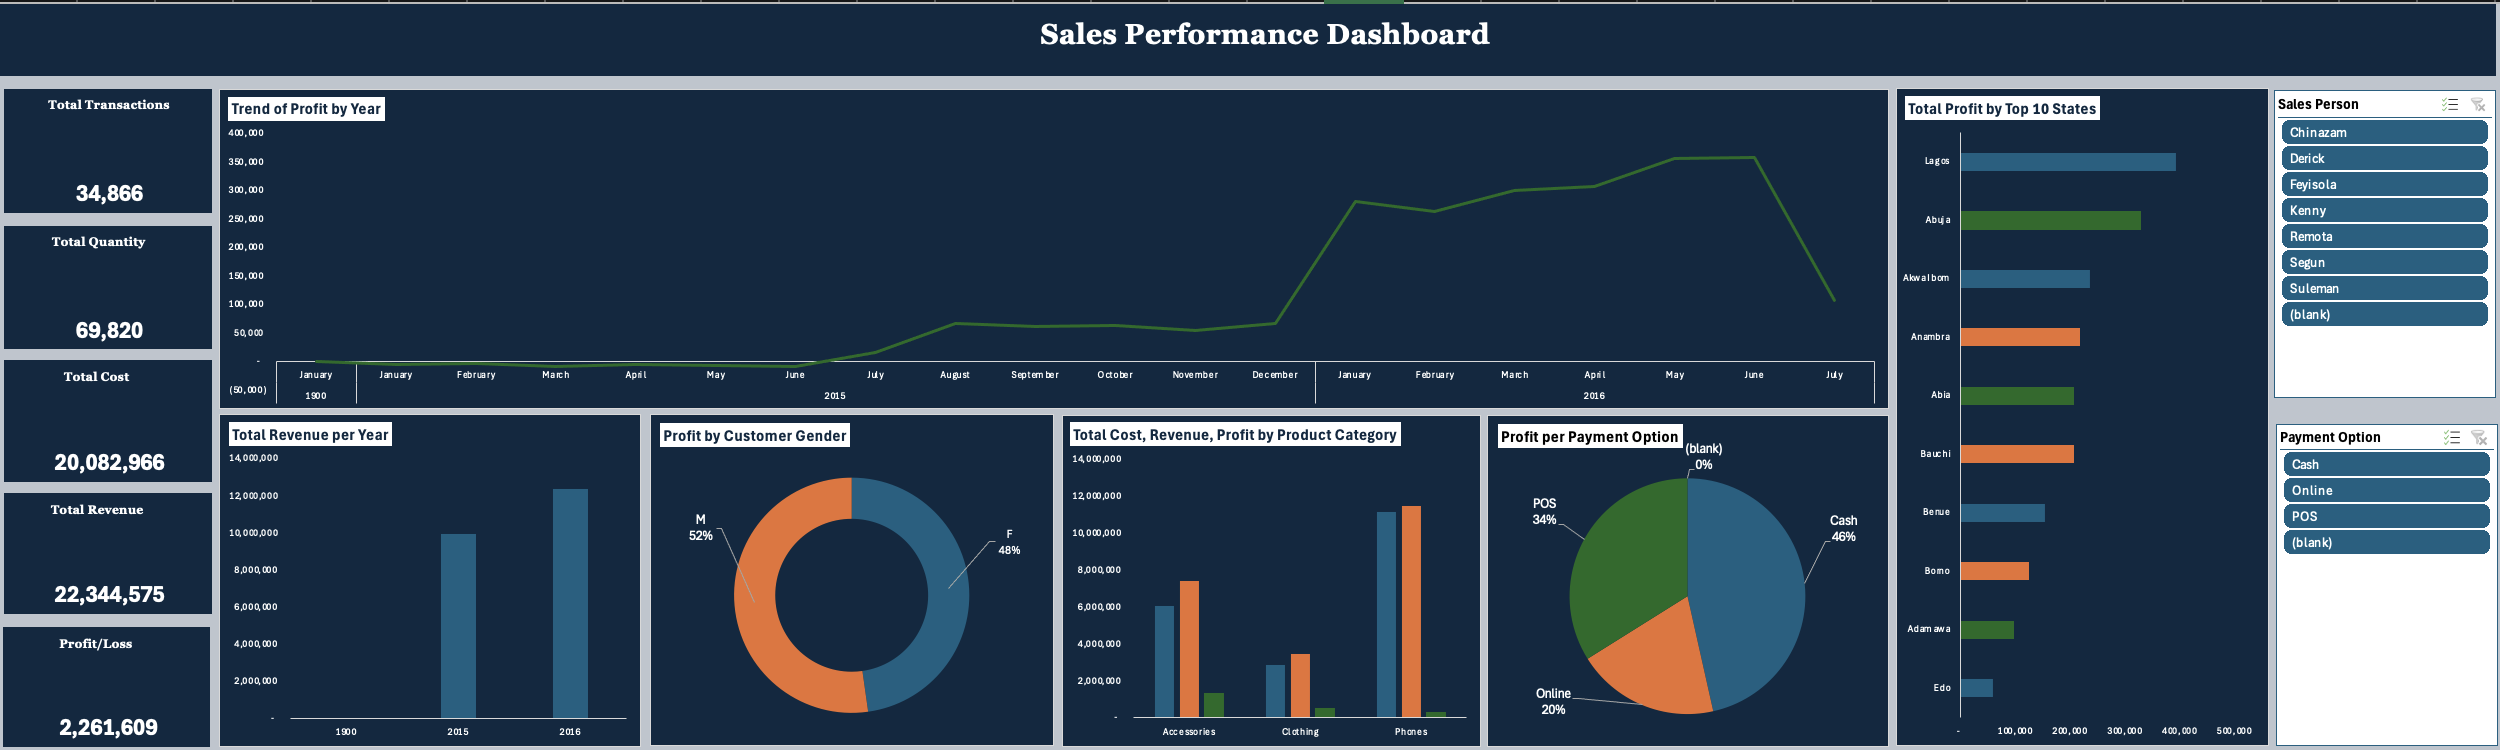 Sales Performance Dashboard
Total Transactions
34,866
Total Quantity
69,820
Total Cost
20,082,966
Total Revenue
22,344,575
Profit/Loss
2,261,609
Trend of Profit by Year
400,000
350,000
300,000
250,000
200,000
150,000
100,000
50,000
-
(50,000)
January January February March April May June July August September October November December January February March April May June July
1900 2015 2016
Total Revenue per Year
14,000,000
12,000,000
10,000,000
8,000,000
6,000,000
4,000,000
2,000,000
-
1900 2015 2016
Profit by Customer Gender
M
52%
F
48%
Total Cost, Revenue, Profit by Product Category
14,000,000
12,000,000
10,000,000
8,000,000
6,000,000
4,000,000
2,000,000
-
Accessories Clothing Phones
Profit per Payment Option
(blank)
0%
POS
34%
Cash
46%
Online
20%
Total Profit by Top 10 States
Lagos
Abuja
Akwa Ibom
Anambra
Abia
Bauchi
Benue
Borno
Adamawa
Edo
- 100,000 200,000 300,000 400,000 500,000
Sales Person
Chinazam
Derick
Feyisola
Kenny
Remota
Segun
Suleman
(blank)
Payment Option
Cash
Online
POS
(blank)